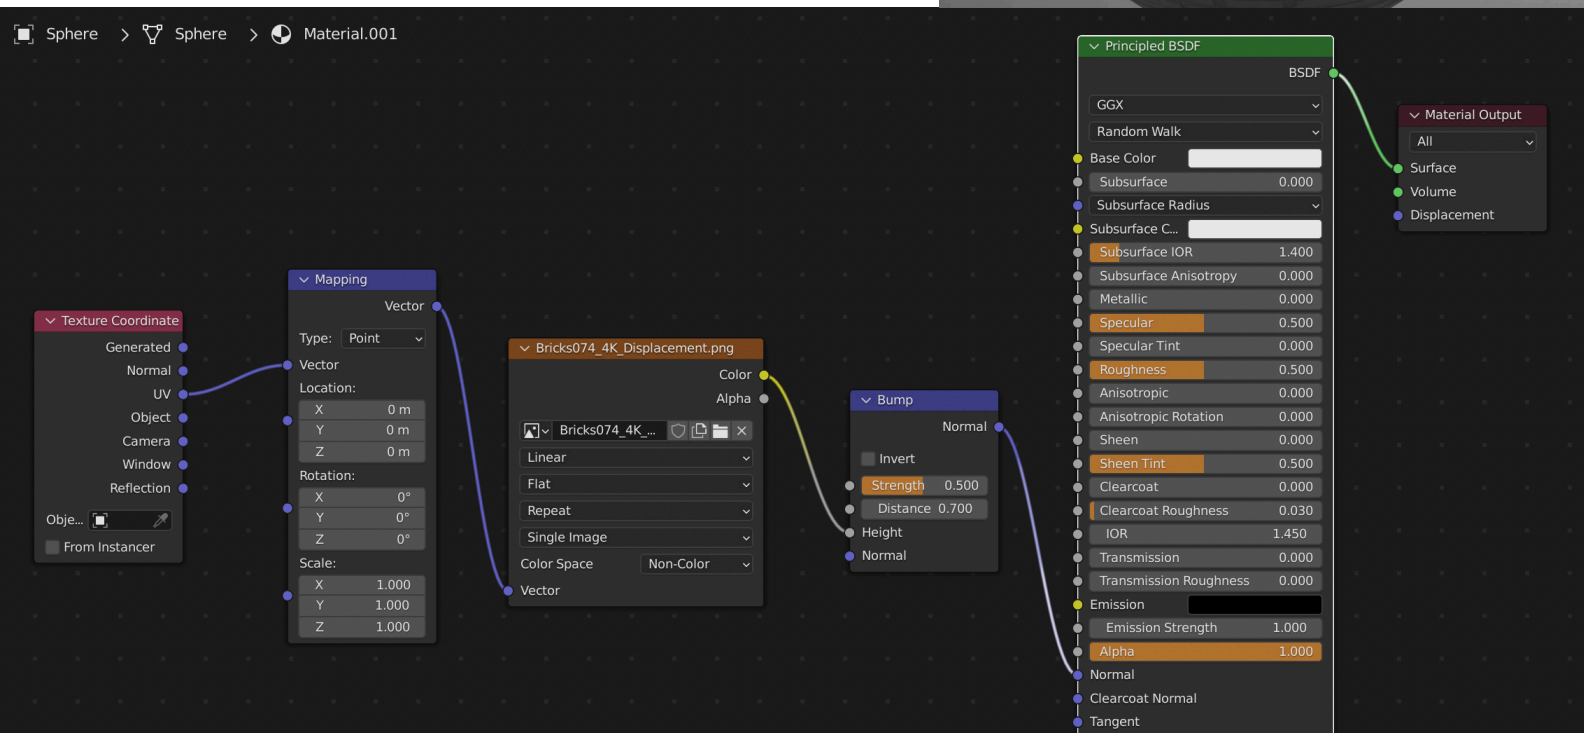 Sphere > Sphere > Material.001
Texture Coordinate
Generated
Normal
UV
Object
Camera
Window
Reflection
Obje...
From Instancer
Mapping
Vector
Type: Point
Vector
Location:
X 0 m
Y 0 m
Z 0 m
Rotation:
X 0°
Y 0°
Z 0°
Scale:
X 1.000
Y 1.000
Z 1.000
Bricks074_4K_Displacement.png
Color
Alpha
Bricks074_4K_...
Linear
Flat
Repeat
Single Image
Color Space Non-Color
Vector
Bump
Normal
Invert
Strength 0.500
Distance 0.700
Height
Normal
Principled BSDF
BSDF
GGX
Random Walk
Base Color
Subsurface 0.000
Subsurface Radius
Subsurface C...
Subsurface IOR 1.400
Subsurface Anisotropy 0.000
Metallic 0.000
Specular 0.500
Specular Tint 0.000
Roughness 0.500
Anisotropic 0.000
Anisotropic Rotation 0.000
Sheen 0.000
Sheen Tint 0.500
Clearcoat 0.000
Clearcoat Roughness 0.030
IOR 1.450
Transmission 0.000
Transmission Roughness 0.000
Emission
Emission Strength 1.000
Alpha 1.000
Normal
Clearcoat Normal
Tangent
Material Output
All
Surface
Volume
Displacement